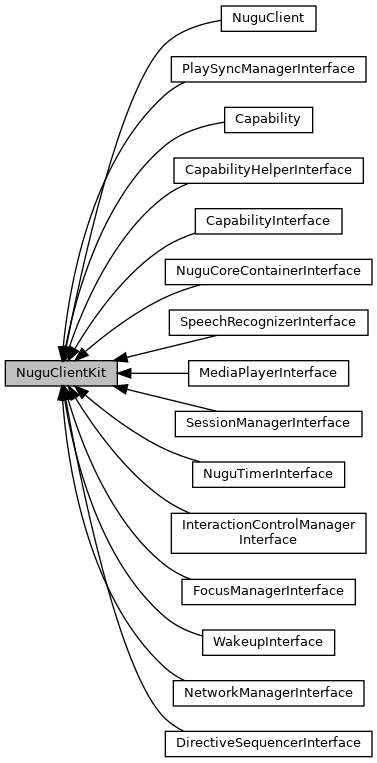 NuguClient
PlaySyncManagerInterface
Capability
CapabilityHelperInterface
CapabilityInterface
NuguCoreContainerInterface
SpeechRecognizerInterface
NuguClientKit
MediaPlayerInterface
SessionManagerInterface
NuguTimerInterface
InteractionControlManager
Interface
FocusManagerInterface
WakeupInterface
NetworkManagerInterface
DirectiveSequencerInterface